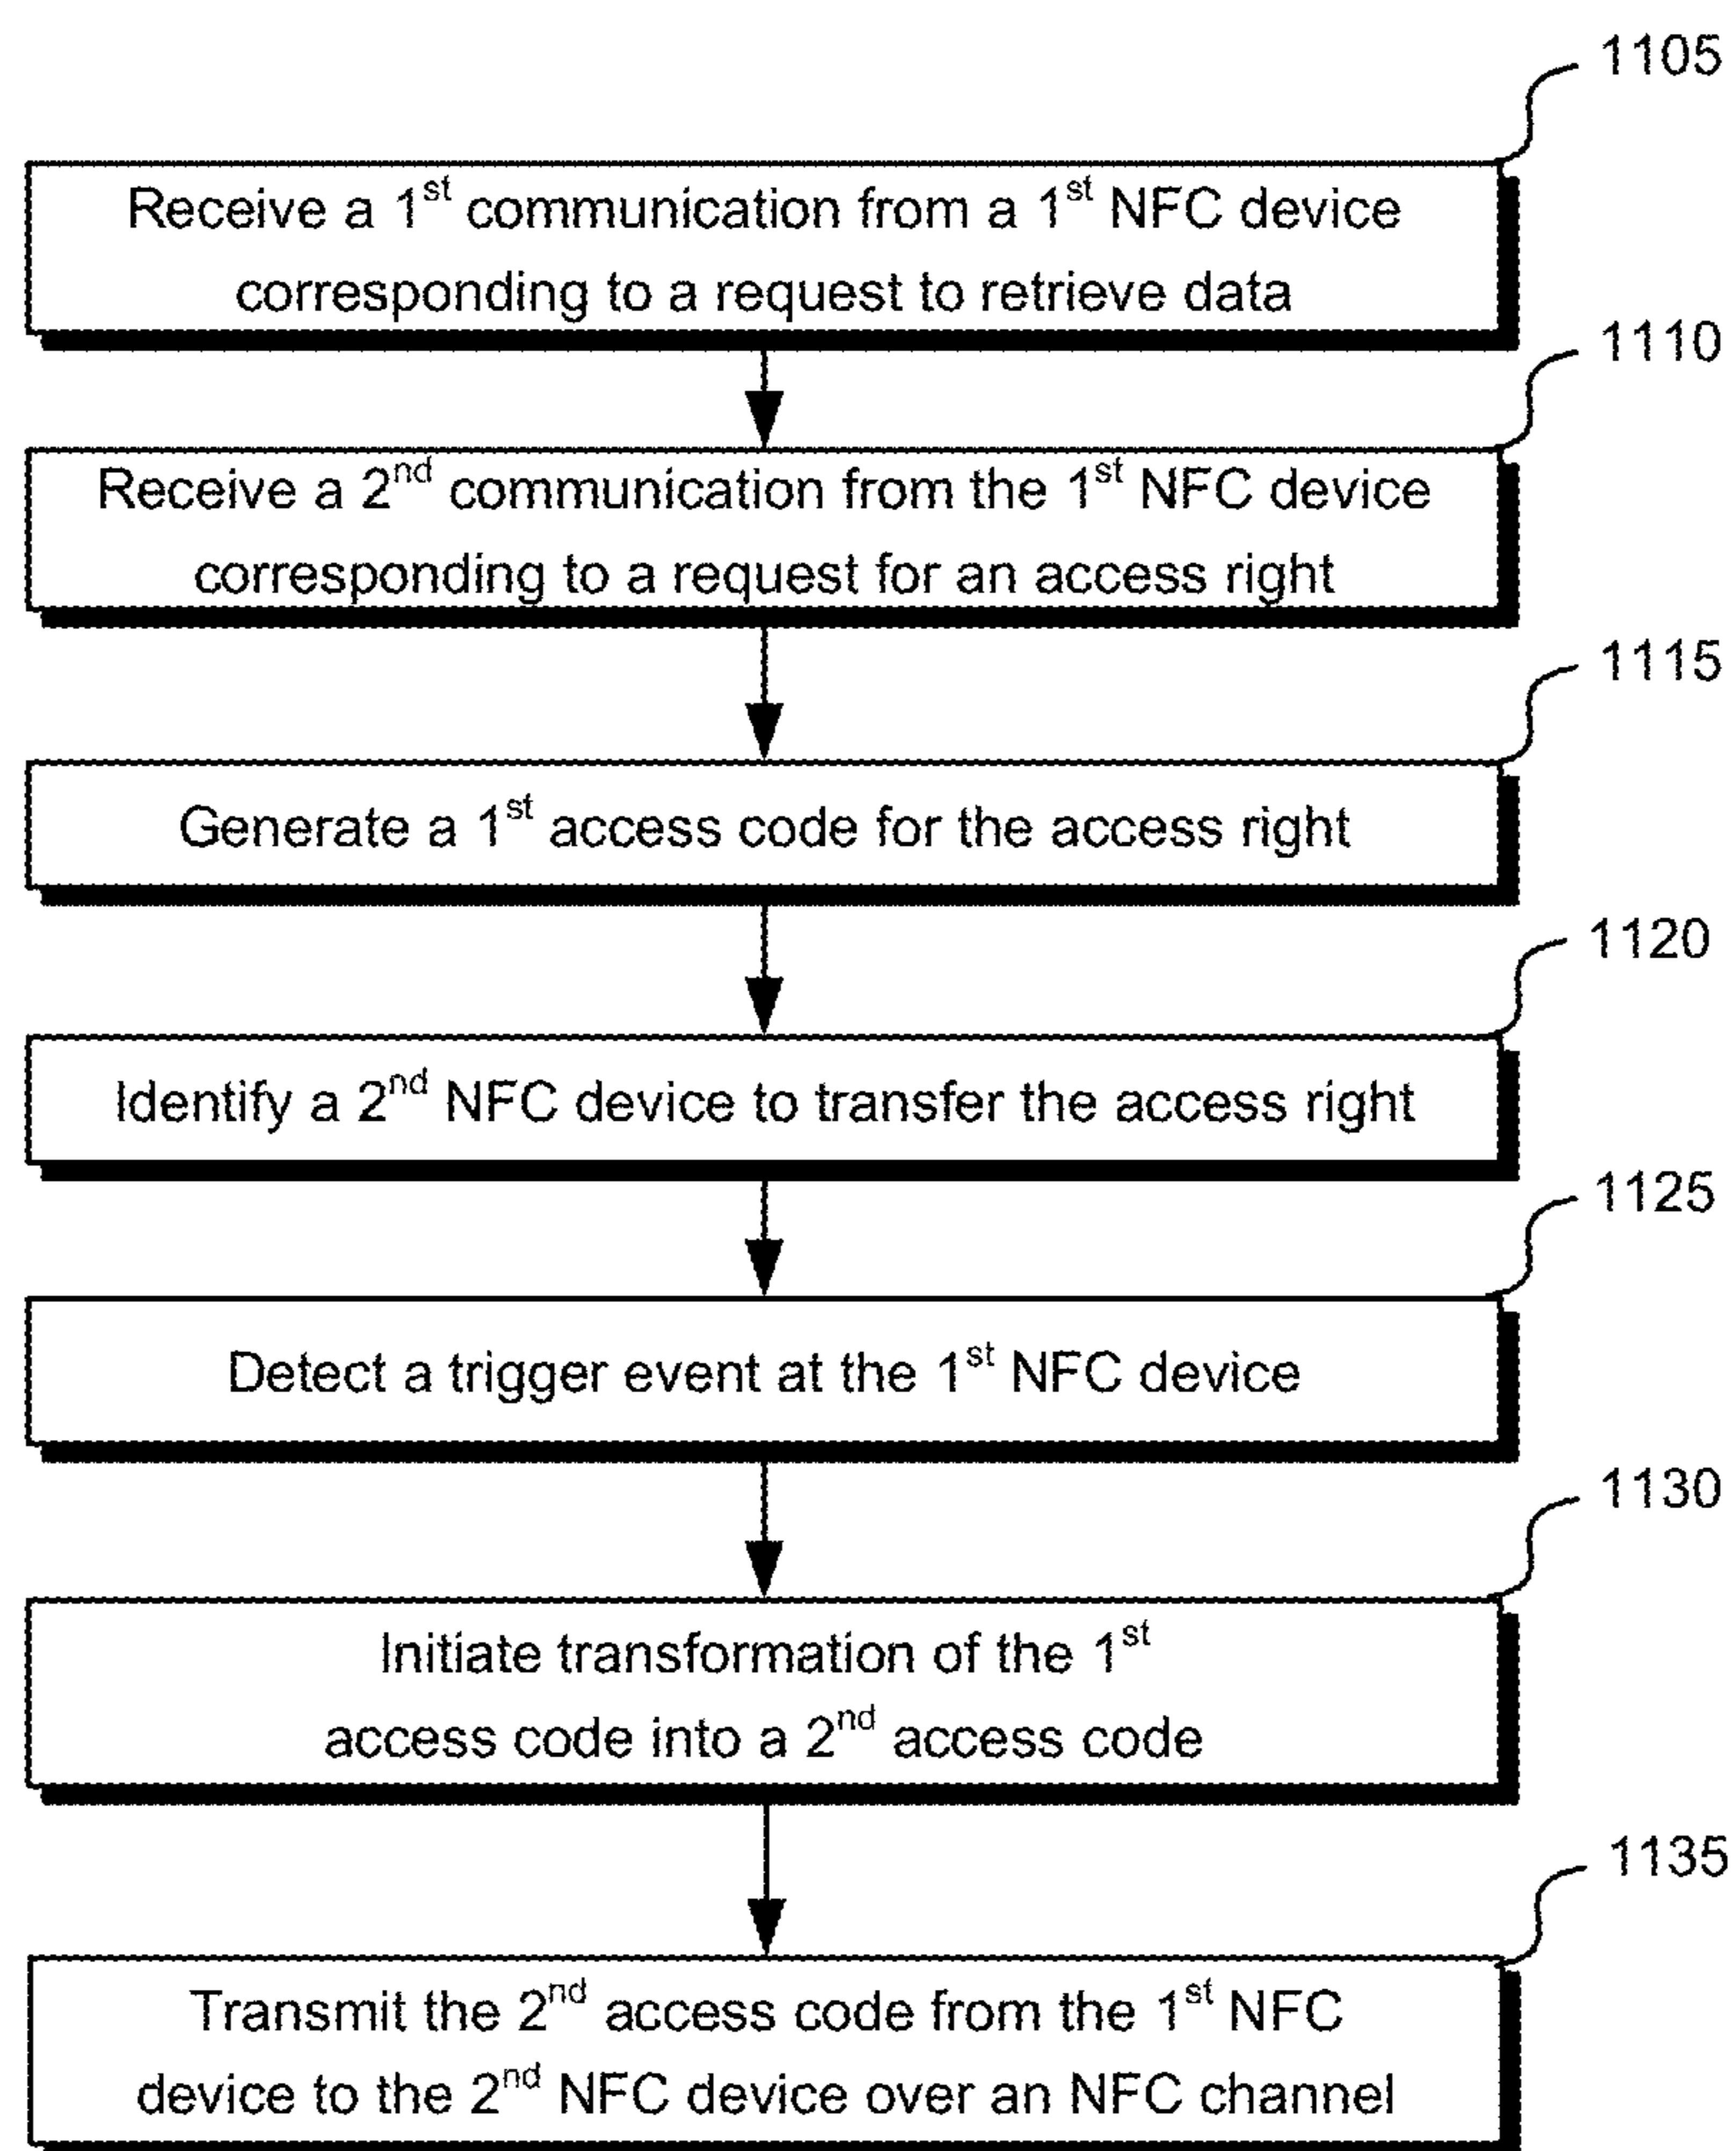 1105
Receive a 1st communication from a 1st NFC device
corresponding to a request to retrieve data
1110
Receive a 2nd communication from the 1st NFC device
corresponding to a request for an access right
1115
Generate a 1st access code for the access right
1120
Identify a 2nd NFC device to transfer the access right
1125
Detect a trigger event at the 1st NFC device
1130
Initiate transformation of the 1st
access code into a 2nd access code
1135
Transmit the 2nd access code from the 1st NFC
device to the 2nd NFC device over an NFC channel